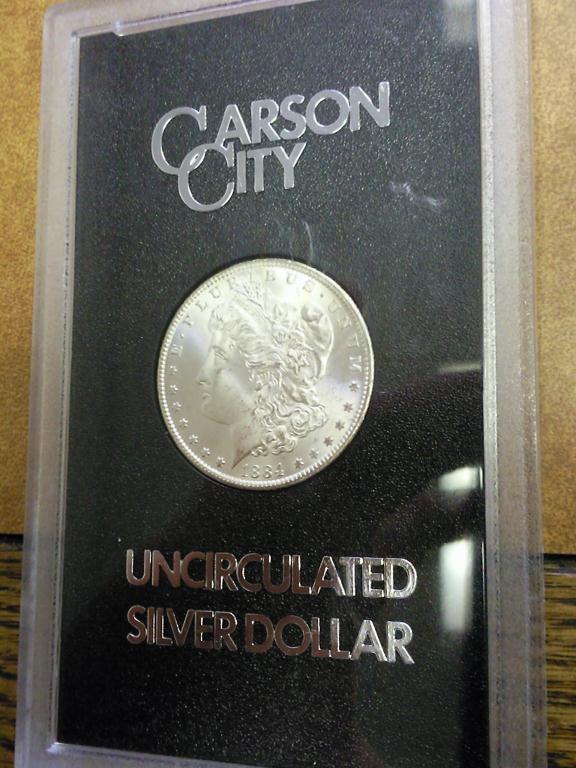 CARSON
CITY
E · PLURIBUS · UNUM
1884
UNCIRCULATED
SILVER DOLLAR